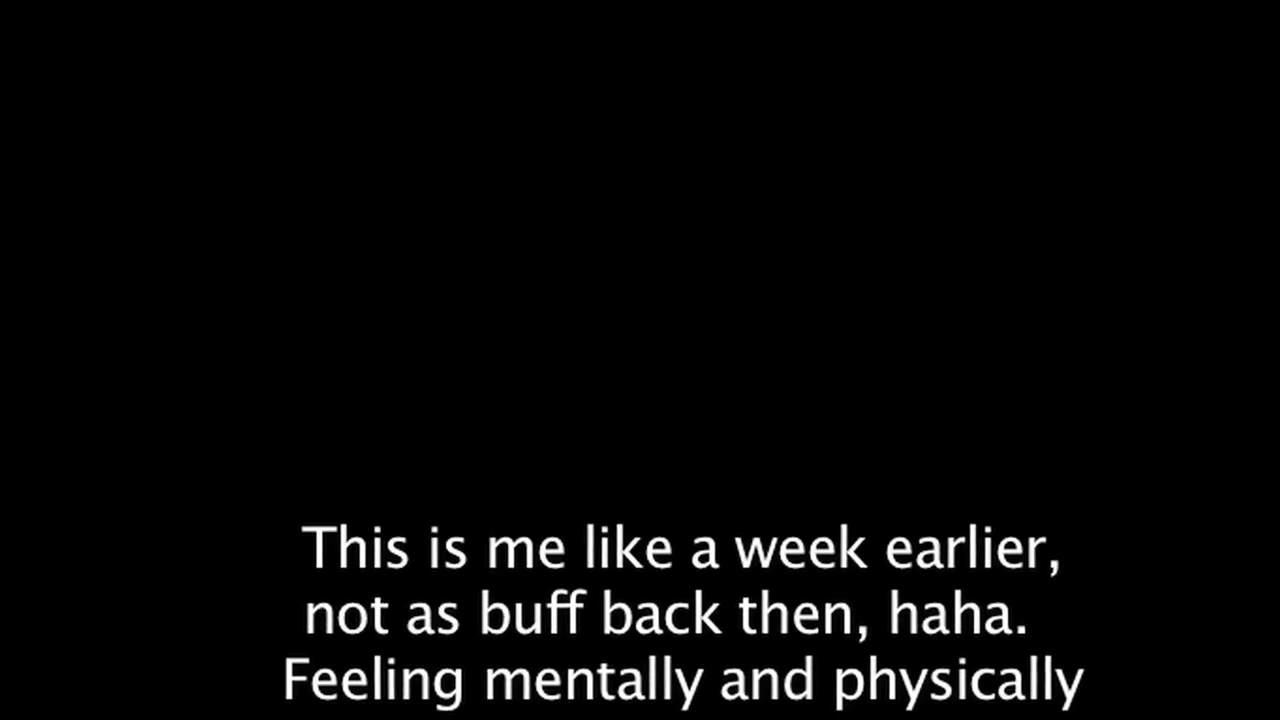 This is me like a week earlier,
not as buff back then, haha.
Feeling mentally and physically